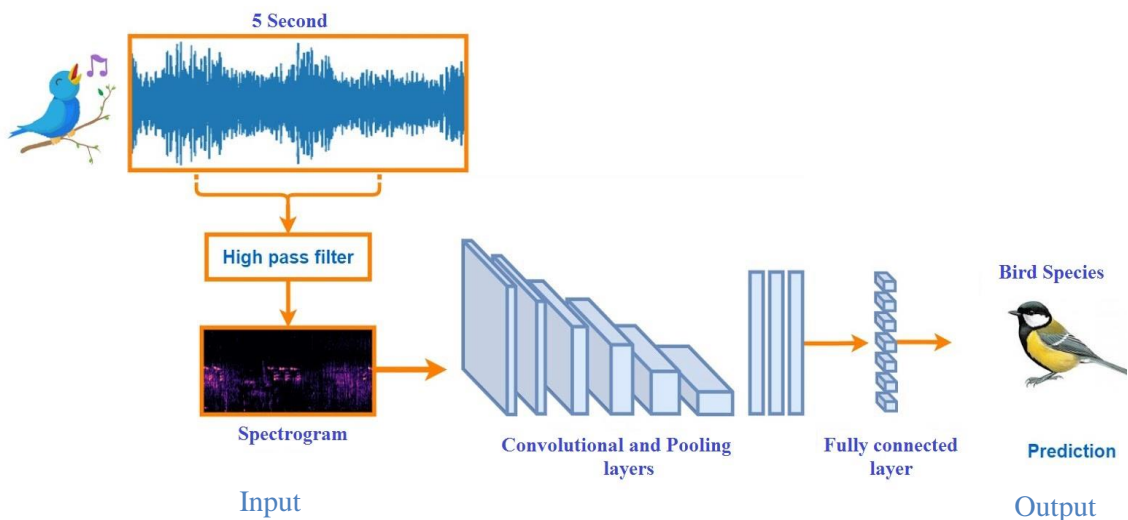 5 Second
High pass filter
Spectrogram
Convolutional and Pooling
layers
Fully connected
layer
Bird Species
Prediction
Input
Output